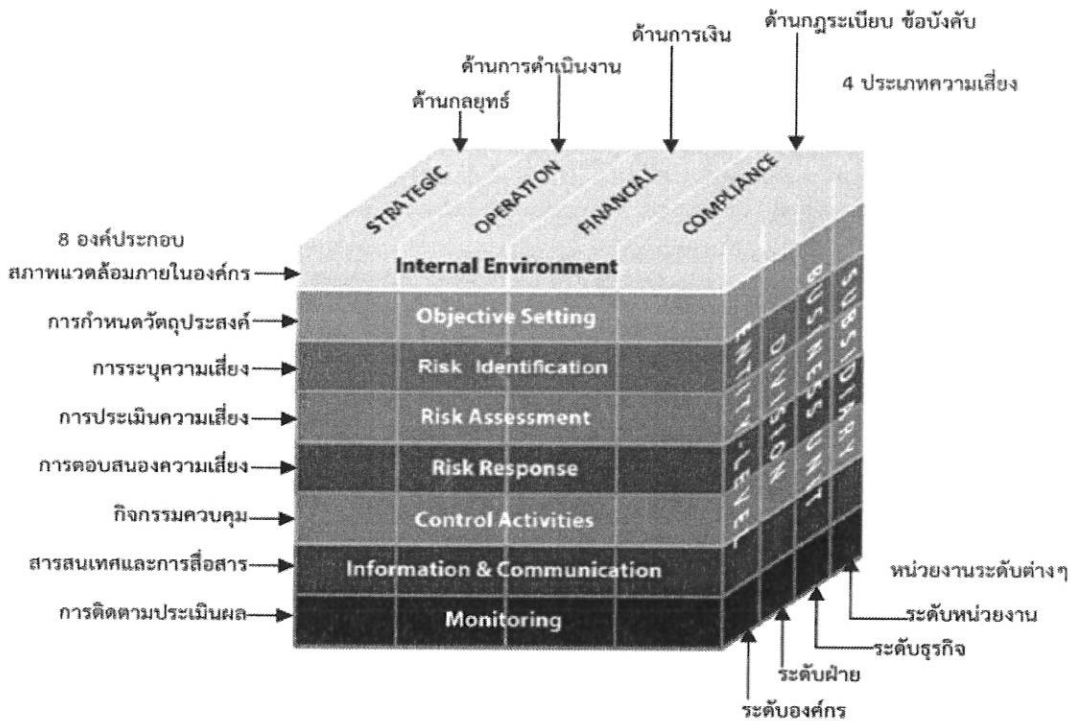 ด้านกฎระเบียบ ข้อบังคับ
ด้านการเงิน
ด้านการดำเนินงาน
4 ประเภทความเสี่ยง
ด้านกลยุทธ์
STRATEGIC
OPERATION
FINANCIAL
COMPLIANCE
8 องค์ประกอบ
สภาพแวดล้อมภายในองค์กร
Internal Environment
การกำหนดวัตถุประสงค์
Objective Setting
การระบุความเสี่ยง
Risk Identification
การประเมินความเสี่ยง
Risk Assessment
การตอบสนองความเสี่ยง
Risk Response
กิจกรรมควบคุม
Control Activities
สารสนเทศและการสื่อสาร
Information & Communication
การติดตามประเมินผล
Monitoring
ENTITY-LEVEL
DIVISION
BUSINESS UNIT
SUBSIDIARY
หน่วยงานระดับต่างๆ
ระดับหน่วยงาน
ระดับธุรกิจ
ระดับฝ่าย
ระดับองค์กร